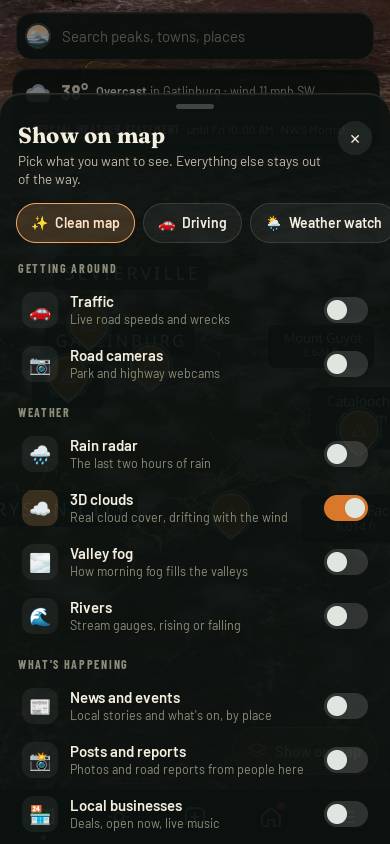 Search peaks, towns, places
38° Overcast in Gatlinburg · wind 11 mph SW
Show on map
Pick what you want to see. Everything else stays out
of the way.
✨ Clean map
🚗 Driving
🌦️ Weather watch
GETTING AROUND
SEVIERVILLE
Traffic
Live road speeds and wrecks
GATLINBURG
Mount Guyot
Road cameras
Park and highway webcams
WEATHER
Rain radar
The last two hours of rain
3D clouds
Real cloud cover, drifting with the wind
Valley fog
How morning fog fills the valleys
Rivers
Stream gauges, rising or falling
WHAT'S HAPPENING
News and events
Local stories and what's on, by place
Posts and reports
Photos and road reports from people here
Local businesses
Deals, open now, live music